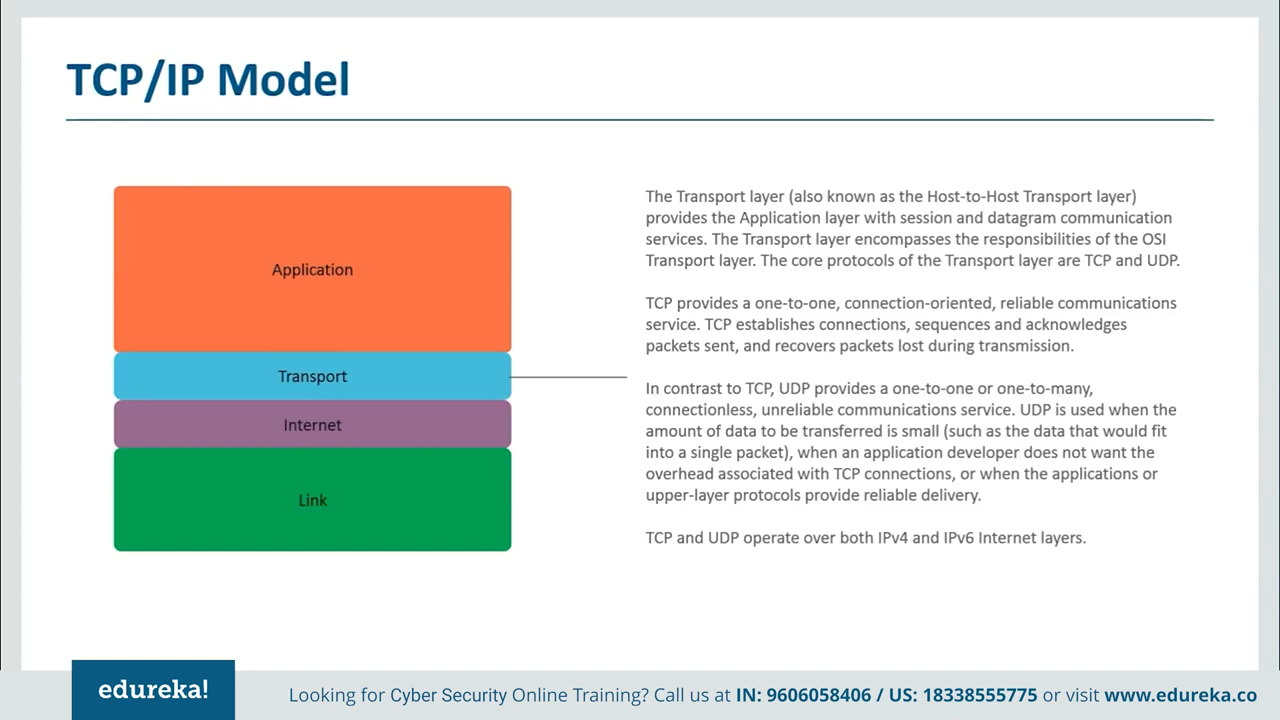 TCP/IP Model
Application
Transport
Internet
Link
The Transport layer (also known as the Host-to-Host Transport layer)
provides the Application layer with session and datagram communication
services. The Transport layer encompasses the responsibilities of the OSI
Transport layer. The core protocols of the Transport layer are TCP and UDP.
TCP provides a one-to-one, connection-oriented, reliable communications
service. TCP establishes connections, sequences and acknowledges
packets sent, and recovers packets lost during transmission.
In contrast to TCP, UDP provides a one-to-one or one-to-many,
connectionless, unreliable communications service. UDP is used when the
amount of data to be transferred is small (such as the data that would fit
into a single packet), when an application developer does not want the
overhead associated with TCP connections, or when the applications or
upper-layer protocols provide reliable delivery.
TCP and UDP operate over both IPv4 and IPv6 Internet layers.
edureka!
Looking for Cyber Security Online Training? Call us at IN: 9606058406 / US: 18338555775 or visit www.edureka.co